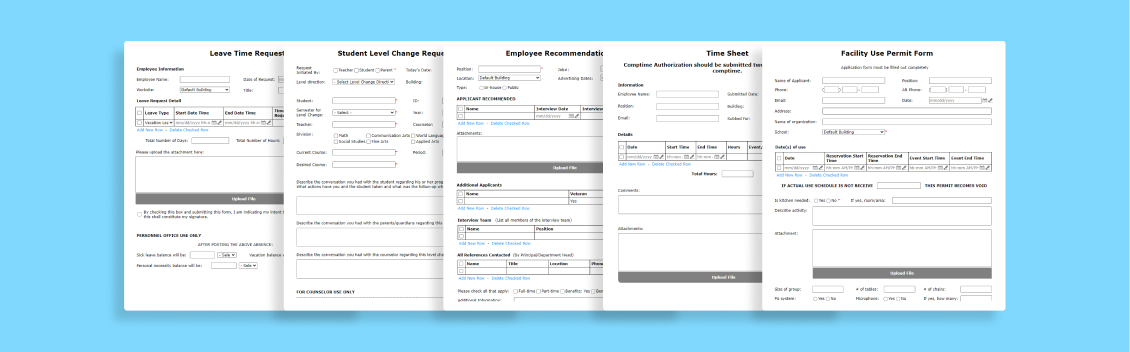 Leave Time Request
Employee Information
Employee Name:
Date of Request:
Worksite:
Default Building
Title:
Leave Request Detail
Leave Type
Start Date Time
End Date Time
Vacation Lea
mm/dd/yyyy hh:m
mm/dd/yyyy hh:m
Add New Row - Delete Checked Row
Total Number of Days:
Total Number of Hours:
Please upload the attachment here:
Upload File
By checking this box and submitting this form, I am indicating my intent
this shall constitute my signature.
PERSONNEL OFFICE USE ONLY
AFTER POSTING THE ABOVE ABSENCE:
Sick leave balance will be:
- Sele
Vacation balance
Personal necessity balance will be:
- Sele
Student Level Change Reque
Request
Initiated By:
Teacher Student Parent *
Today's Date:
Level direction:
- Select Level Change Directi
Building:
Student:
ID:
Semester for
Level Change:
- Select -
Year:
Teacher:
Counselor:
Division:
Math
Communication Arts
World Langua
Social Studies
Fine Arts
Applied Arts
Current Course:
Period:
Desired Course:
Describe the conversation you had with the student regarding his or her prog
What actions have you and the student taken and what was the follow-up wh
Describe the conversation you had with the parents/guardians regarding this
Describe the conversation you had with the counselor regarding this level cha
FOR COUNSELOR USE ONLY
Employee Recommendatio
Position:
Job#:
Location:
Default Building
Advertising Dates:
Type:
In-House
Public
APPLICANT RECOMMENDED
Name
Interview Date
Interview
mm/dd/yyyy
Add New Row - Delete Checked Row
Attachments:
Upload File
Additional Applicants
Name
Veteran
Yes
Add New Row - Delete Checked Row
Interview Team (List all members of the interview team)
Name
Position
Add New Row - Delete Checked Row
All References Contacted (by Principal/Department Head)
Name
Title
Location
Phone
Add New Row - Delete Checked Row
Please check all that apply:
Full-time
Part-time
Benefits: Yes
Additional Information:
Time Sheet
Comptime Authorization should be submitted two
comptime.
Information
Employee Name:
Submitted Date:
Position:
Building:
Email:
Subbed For:
Details
Date
Start Time
End Time
Hours
Event/
mm/dd/yyyy
hh:mm
hh:mm
Add New Row - Delete Checked Row
Total Hours:
Comments:
Attachments:
Upload File
Facility Use Permit Form
Application form must be filled out completely
Name of Applicant:
Position:
Phone:
( ) -
Alt Phone:
( ) -
Email:
Date:
mm/dd/yyyy
Address:
Name of organization:
School:
Default Building
Date(s) of use
Date
Reservation Start
Time
Reservation End
Time
Event Start Time
Event End Time
mm/dd/yyyy
hh:mm AM/PM
hh:mm AM/PM
hh:mm AM/PM
hh:mm AM/PM
Add New Row - Delete Checked Row
IF ACTUAL USE SCHEDULE IS NOT RECEIVE
THIS PERMIT BECOMES VOID
Is kitchen needed:
Yes No *
If yes, room/area:
Describe activity:
Attachment:
Upload File
Size of group:
# of tables:
# of chairs:
PA system:
Yes No
Microphone:
Yes No
If yes, how many: